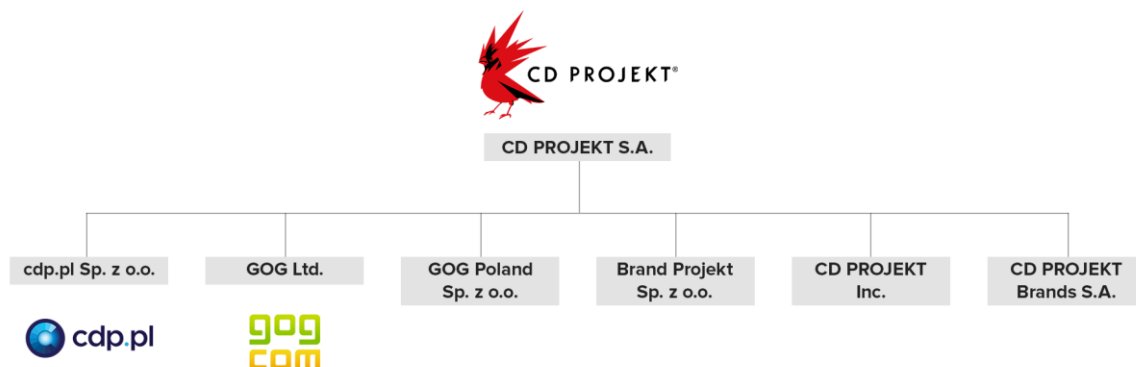 CD PROJEKT®
CD PROJEKT S.A.
cdp.pl Sp. z o.o.
GOG Ltd.
GOG Poland
Sp. z o.o.
Brand Projekt
Sp. z o.o.
CD PROJEKT
Inc.
CD PROJEKT
Brands S.A.
cdp.pl
gog
com